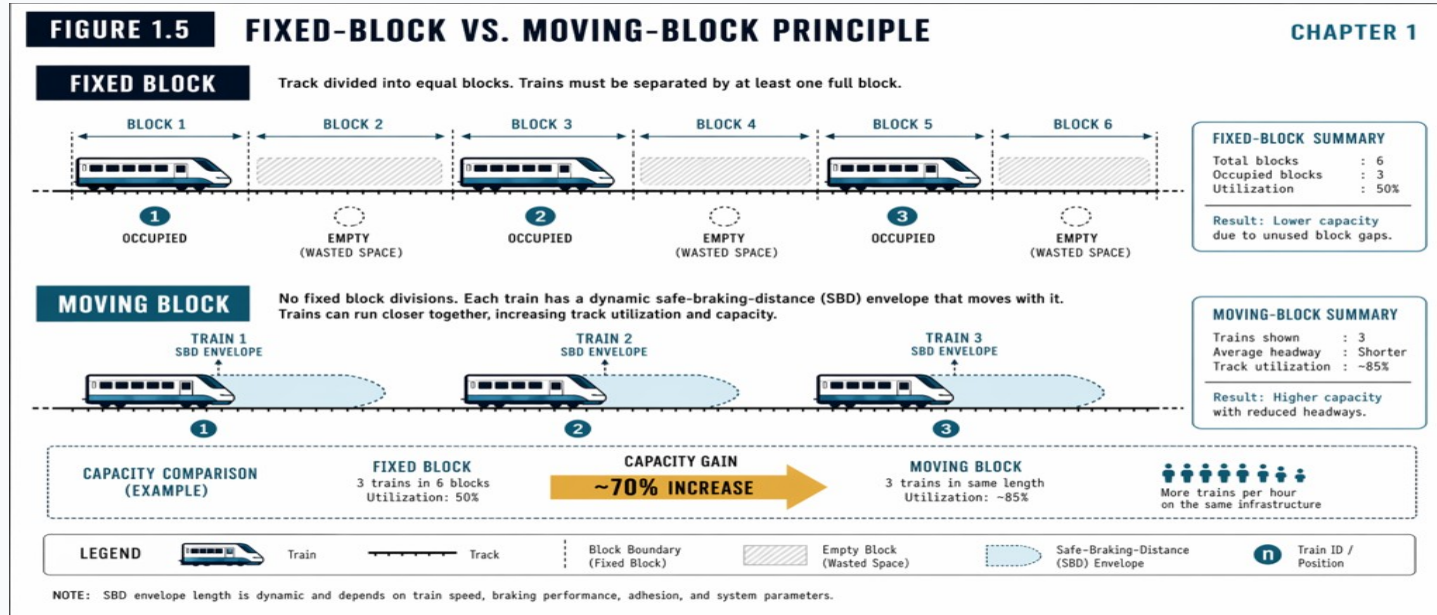 FIGURE 1.5
FIXED-BLOCK VS. MOVING-BLOCK PRINCIPLE
CHAPTER 1
FIXED BLOCK
Track divided into equal blocks. Trains must be separated by at least one full block.
BLOCK 1
BLOCK 2
BLOCK 3
BLOCK 4
BLOCK 5
BLOCK 6
1
OCCUPIED
EMPTY
(WASTED SPACE)
2
OCCUPIED
EMPTY
(WASTED SPACE)
3
OCCUPIED
EMPTY
(WASTED SPACE)
FIXED-BLOCK SUMMARY
Total blocks : 6
Occupied blocks : 3
Utilization : 50%
Result: Lower capacity
due to unused block gaps.
MOVING BLOCK
No fixed block divisions. Each train has a dynamic safe-braking-distance (SBD) envelope that moves with it.
Trains can run closer together, increasing track utilization and capacity.
TRAIN 1
SBD ENVELOPE
TRAIN 2
SBD ENVELOPE
TRAIN 3
SBD ENVELOPE
1
2
3
MOVING-BLOCK SUMMARY
Trains shown : 3
Average headway : Shorter
Track utilization : ~85%
Result: Higher capacity
with reduced headways.
CAPACITY COMPARISON
(EXAMPLE)
FIXED BLOCK
3 trains in 6 blocks
Utilization: 50%
CAPACITY GAIN
~70% INCREASE
MOVING BLOCK
3 trains in same length
Utilization: ~85%
More trains per hour
on the same infrastructure
LEGEND
Train
Track
Block Boundary
(Fixed Block)
Empty Block
(Wasted Space)
Safe-Braking-Distance
(SBD) Envelope
n
Train ID /
Position
NOTE: SBD envelope length is dynamic and depends on train speed, braking performance, adhesion, and system parameters.